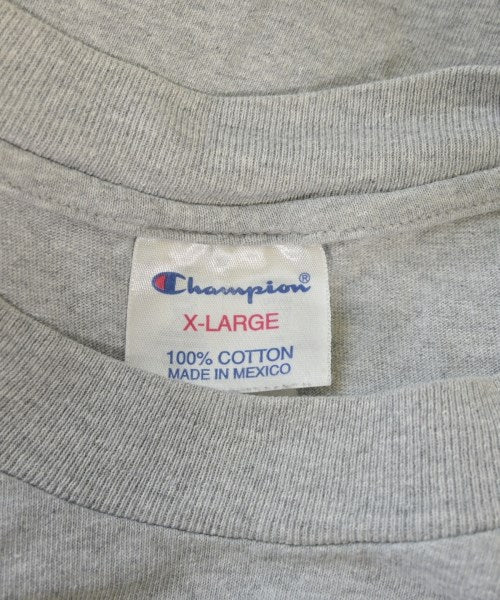 Champion®
X-LARGE
100% COTTON
MADE IN MEXICO